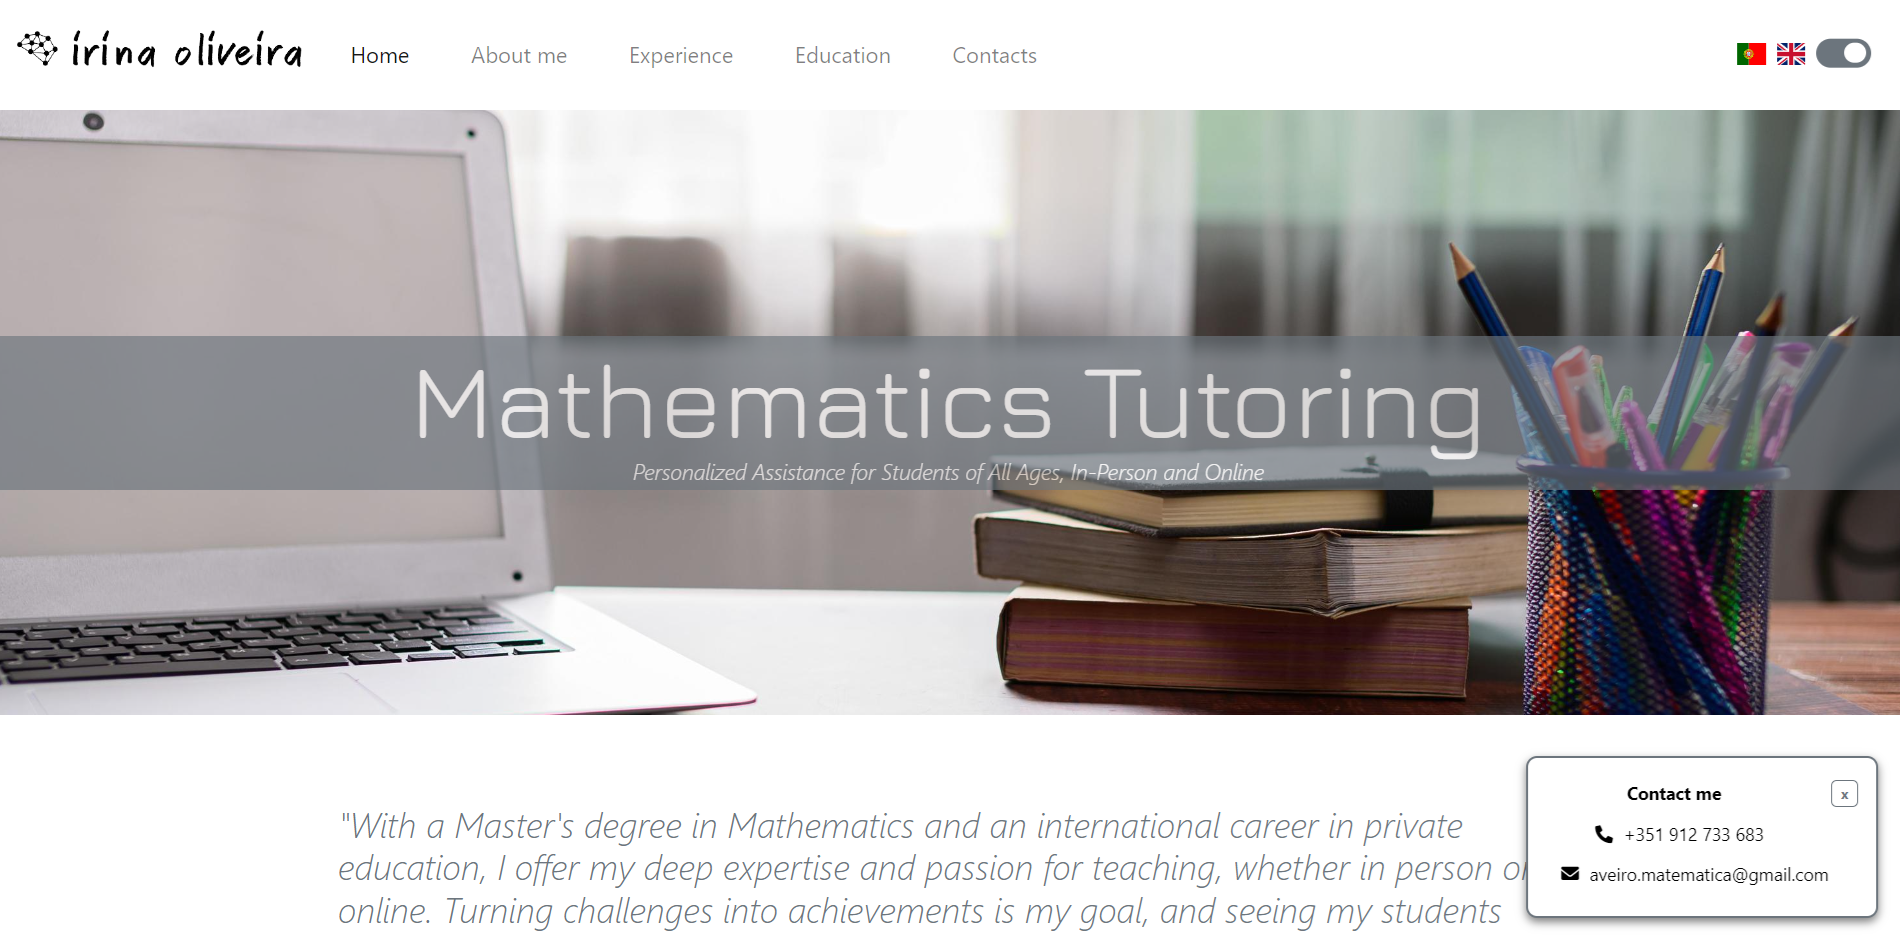 irina oliveira
Home
About me
Experience
Education
Contacts
Mathematics Tutoring
Personalized Assistance for Students of All Ages, In-Person and Online
"With a Master's degree in Mathematics and an international career in private
education, I offer my deep expertise and passion for teaching, whether in person or
online. Turning challenges into achievements is my goal, and seeing my students
Contact me
x
+351 912 733 683
aveiro.matematica@gmail.com